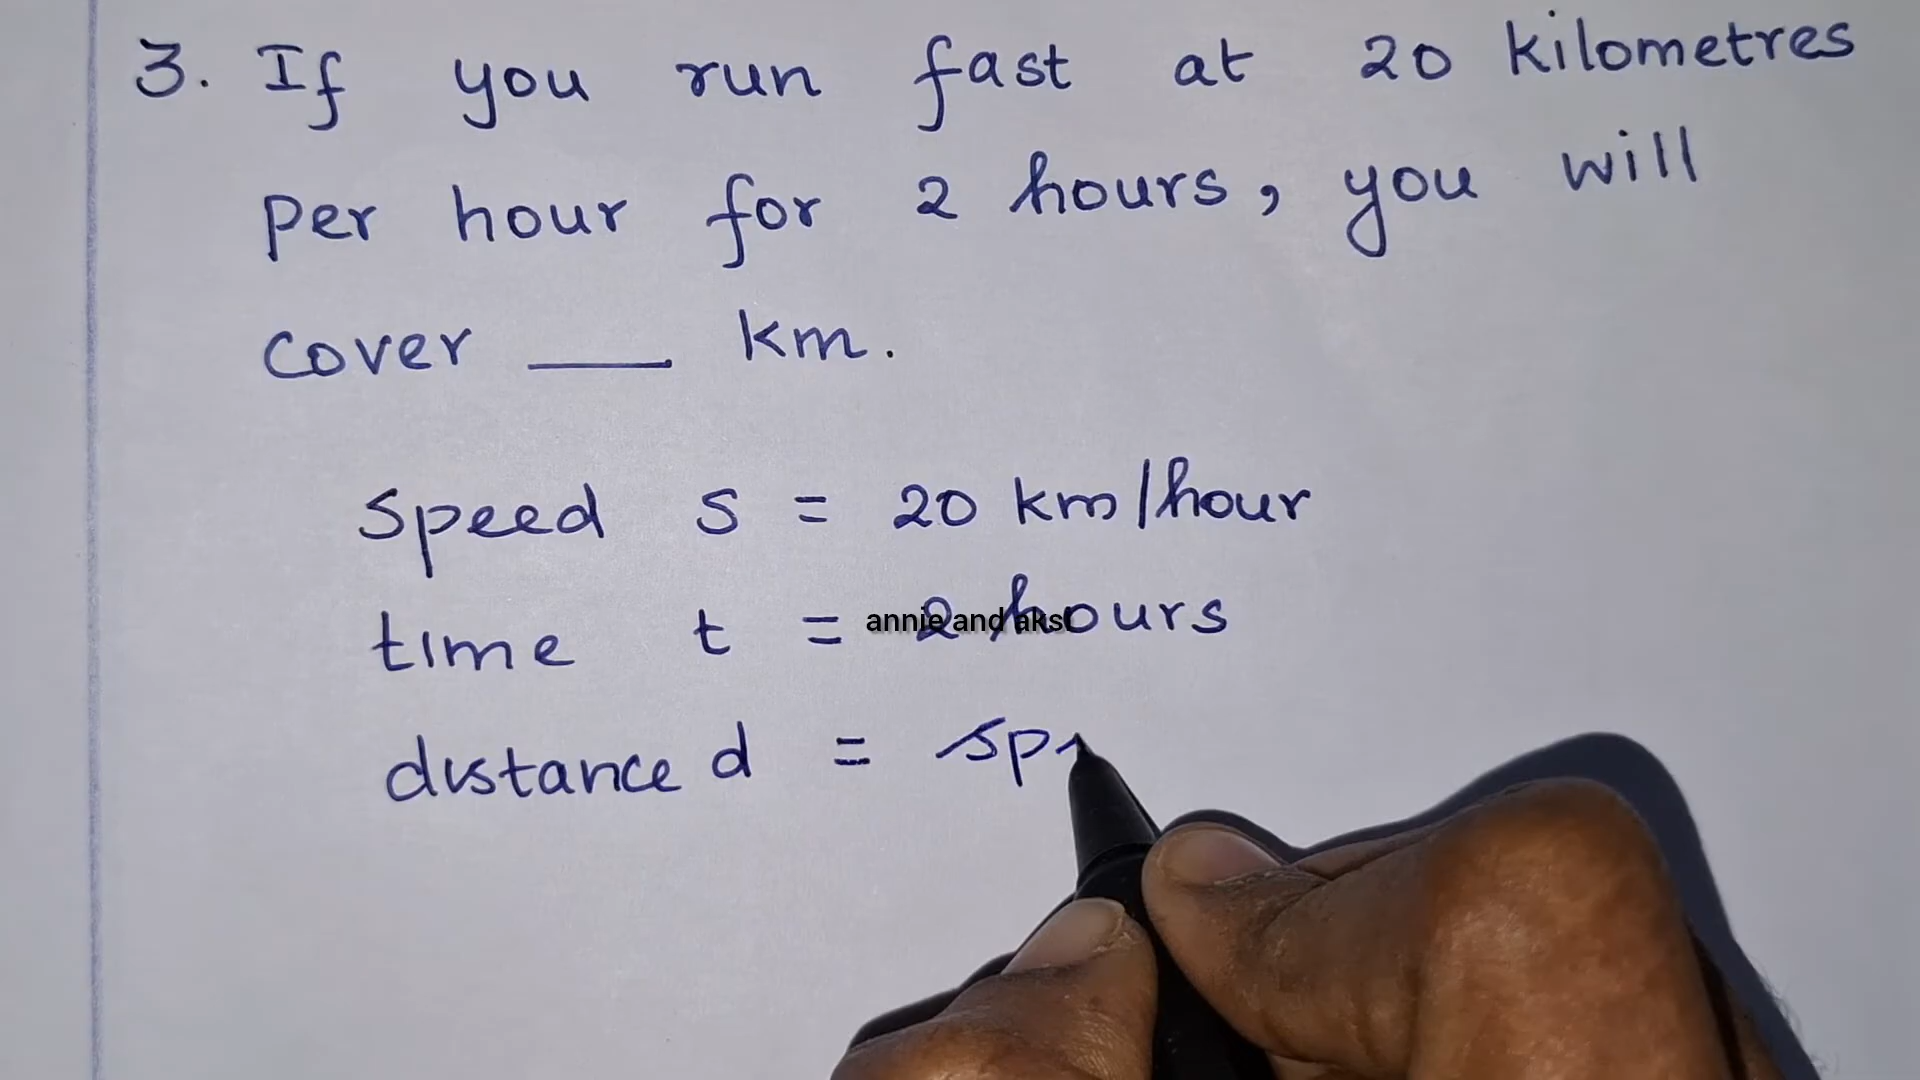 3. If you run fast at 20 kilometres
per hour for 2 hours, you will
cover ___ km.
speed s = 20 km/hour
time t = 2 hours
annie and aksl
distance d =